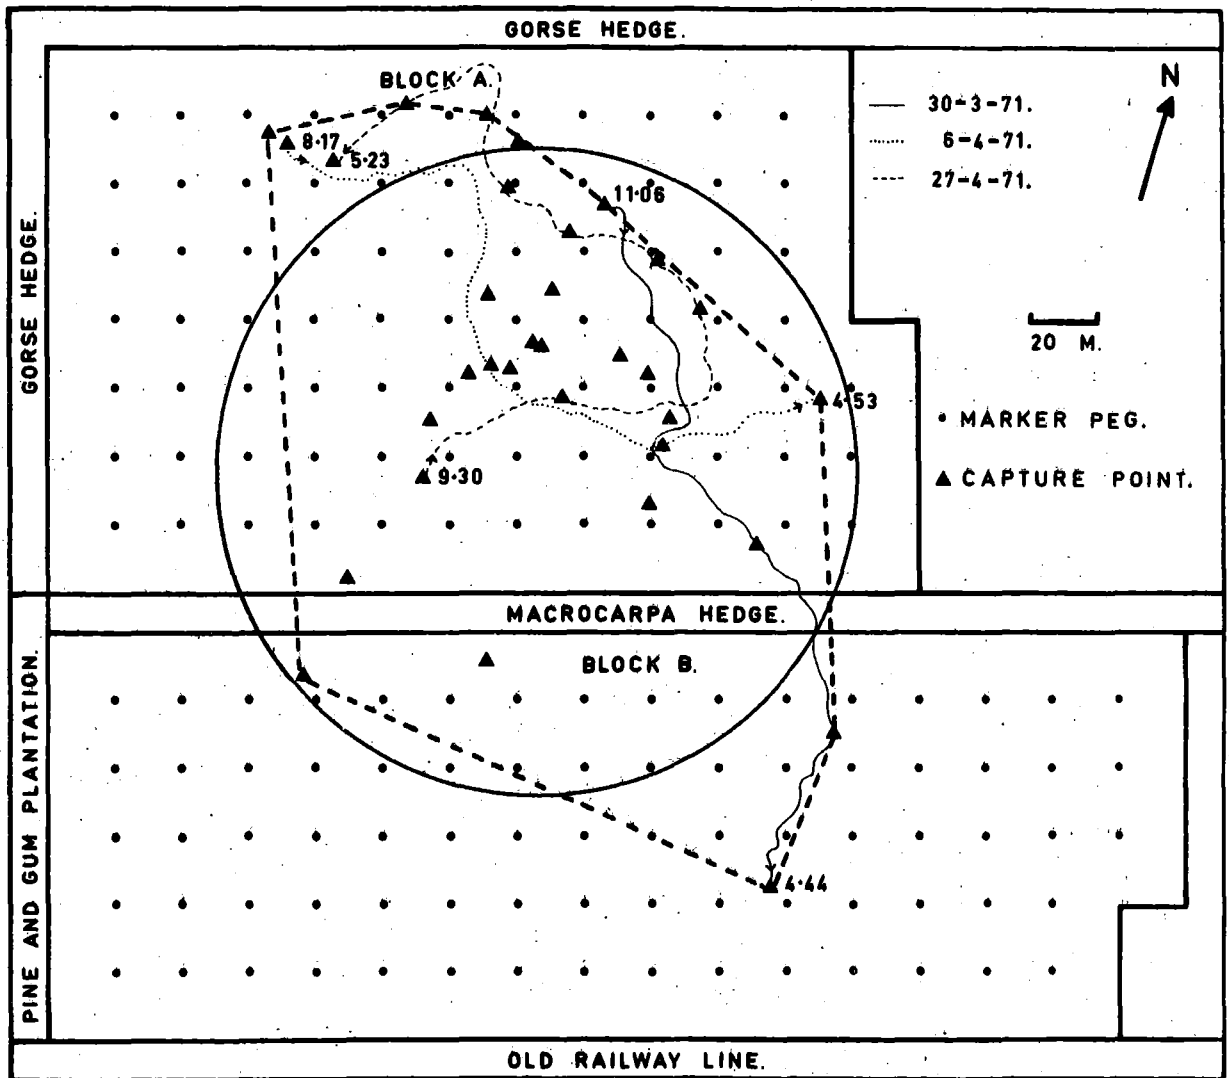 GORSE HEDGE.
BLOCK A.
N
30-3-71.
6-4-71.
27-4-71.
8·17
5·23
11·06
GORSE HEDGE.
20 M.
4·53
MARKER PEG.
9·30
CAPTURE POINT.
MACROCARPA HEDGE.
BLOCK B.
PINE AND GUM PLANTATION.
4·44
OLD RAILWAY LINE.